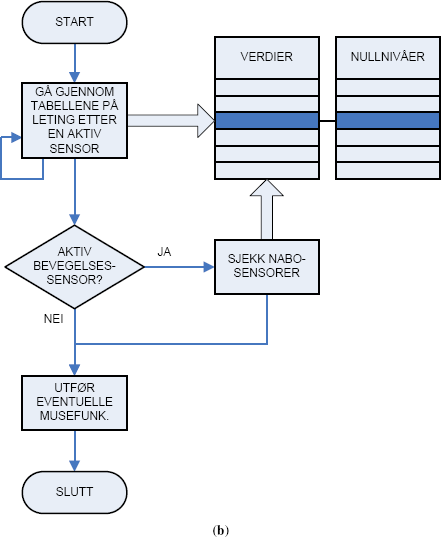 START
GÅ GJENNOM
TABELLENE PÅ
LETING ETTER
EN AKTIV
SENSOR
VERDIER
NULLNIVÅER
AKTIV
BEVEGELSES-
SENSOR?
JA
SJEKK NABO-
SENSORER
NEI
UTFØR
EVENTUELLE
MUSEFUNK.
SLUTT
(b)